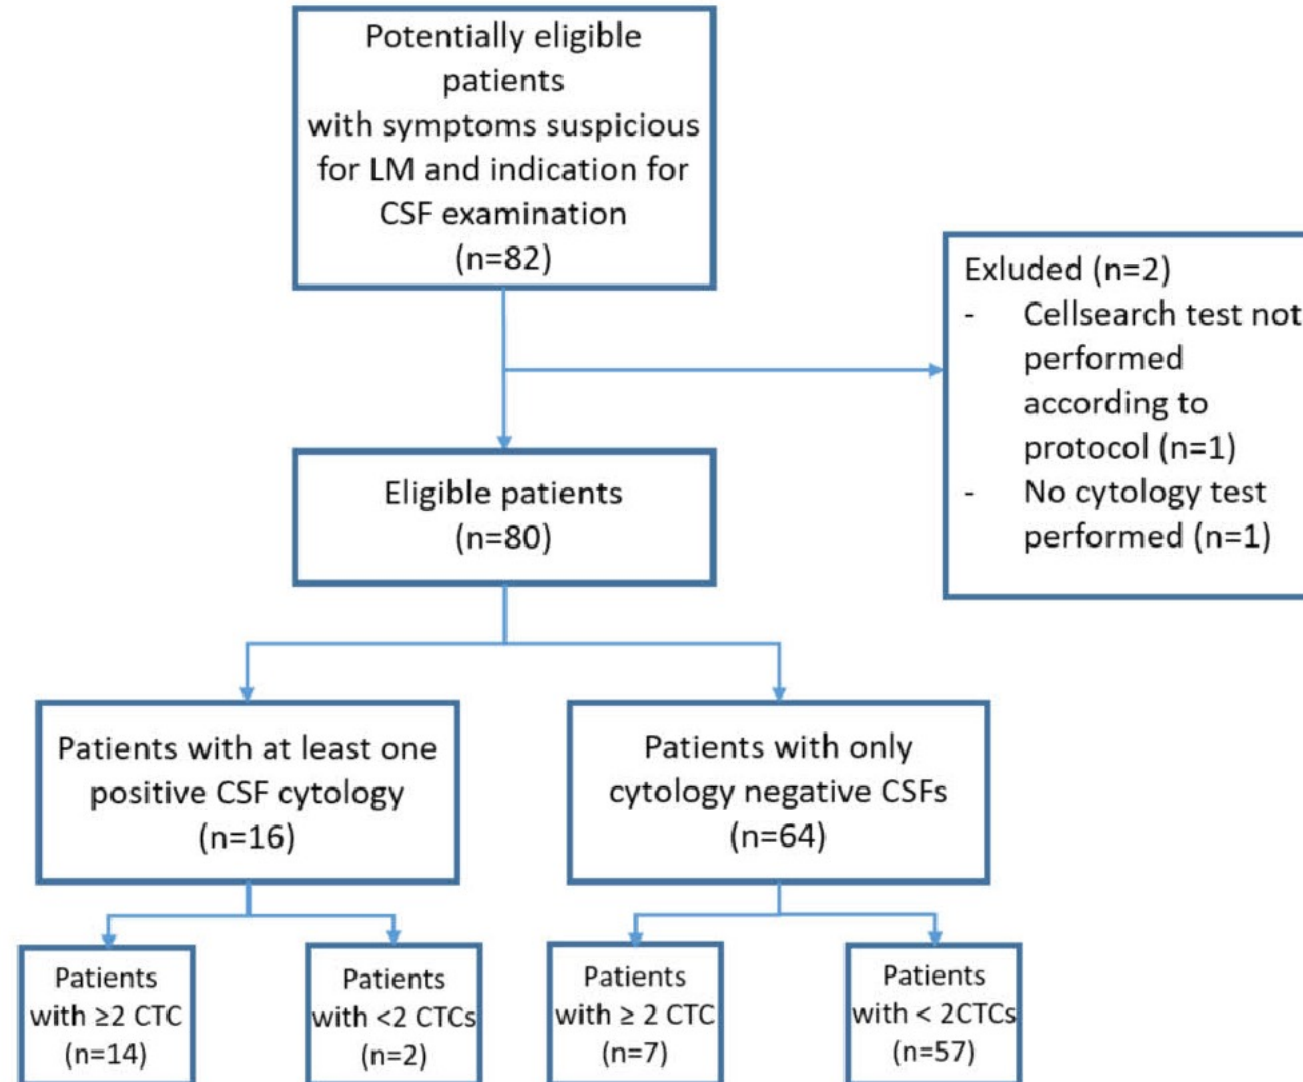 Potentially eligible
patients
with symptoms suspicious
for LM and indication for
CSF examination
(n=82)
Exluded (n=2)
- Cellsearch test not
performed
according to
protocol (n=1)
- No cytology test
performed (n=1)
Eligible patients
(n=80)
Patients with at least one
positive CSF cytology
(n=16)
Patients with only
cytology negative CSFs
(n=64)
Patients
with ≥2 CTC
(n=14)
Patients
with <2 CTCs
(n=2)
Patients
with ≥ 2 CTC
(n=7)
Patients
with < 2CTCs
(n=57)